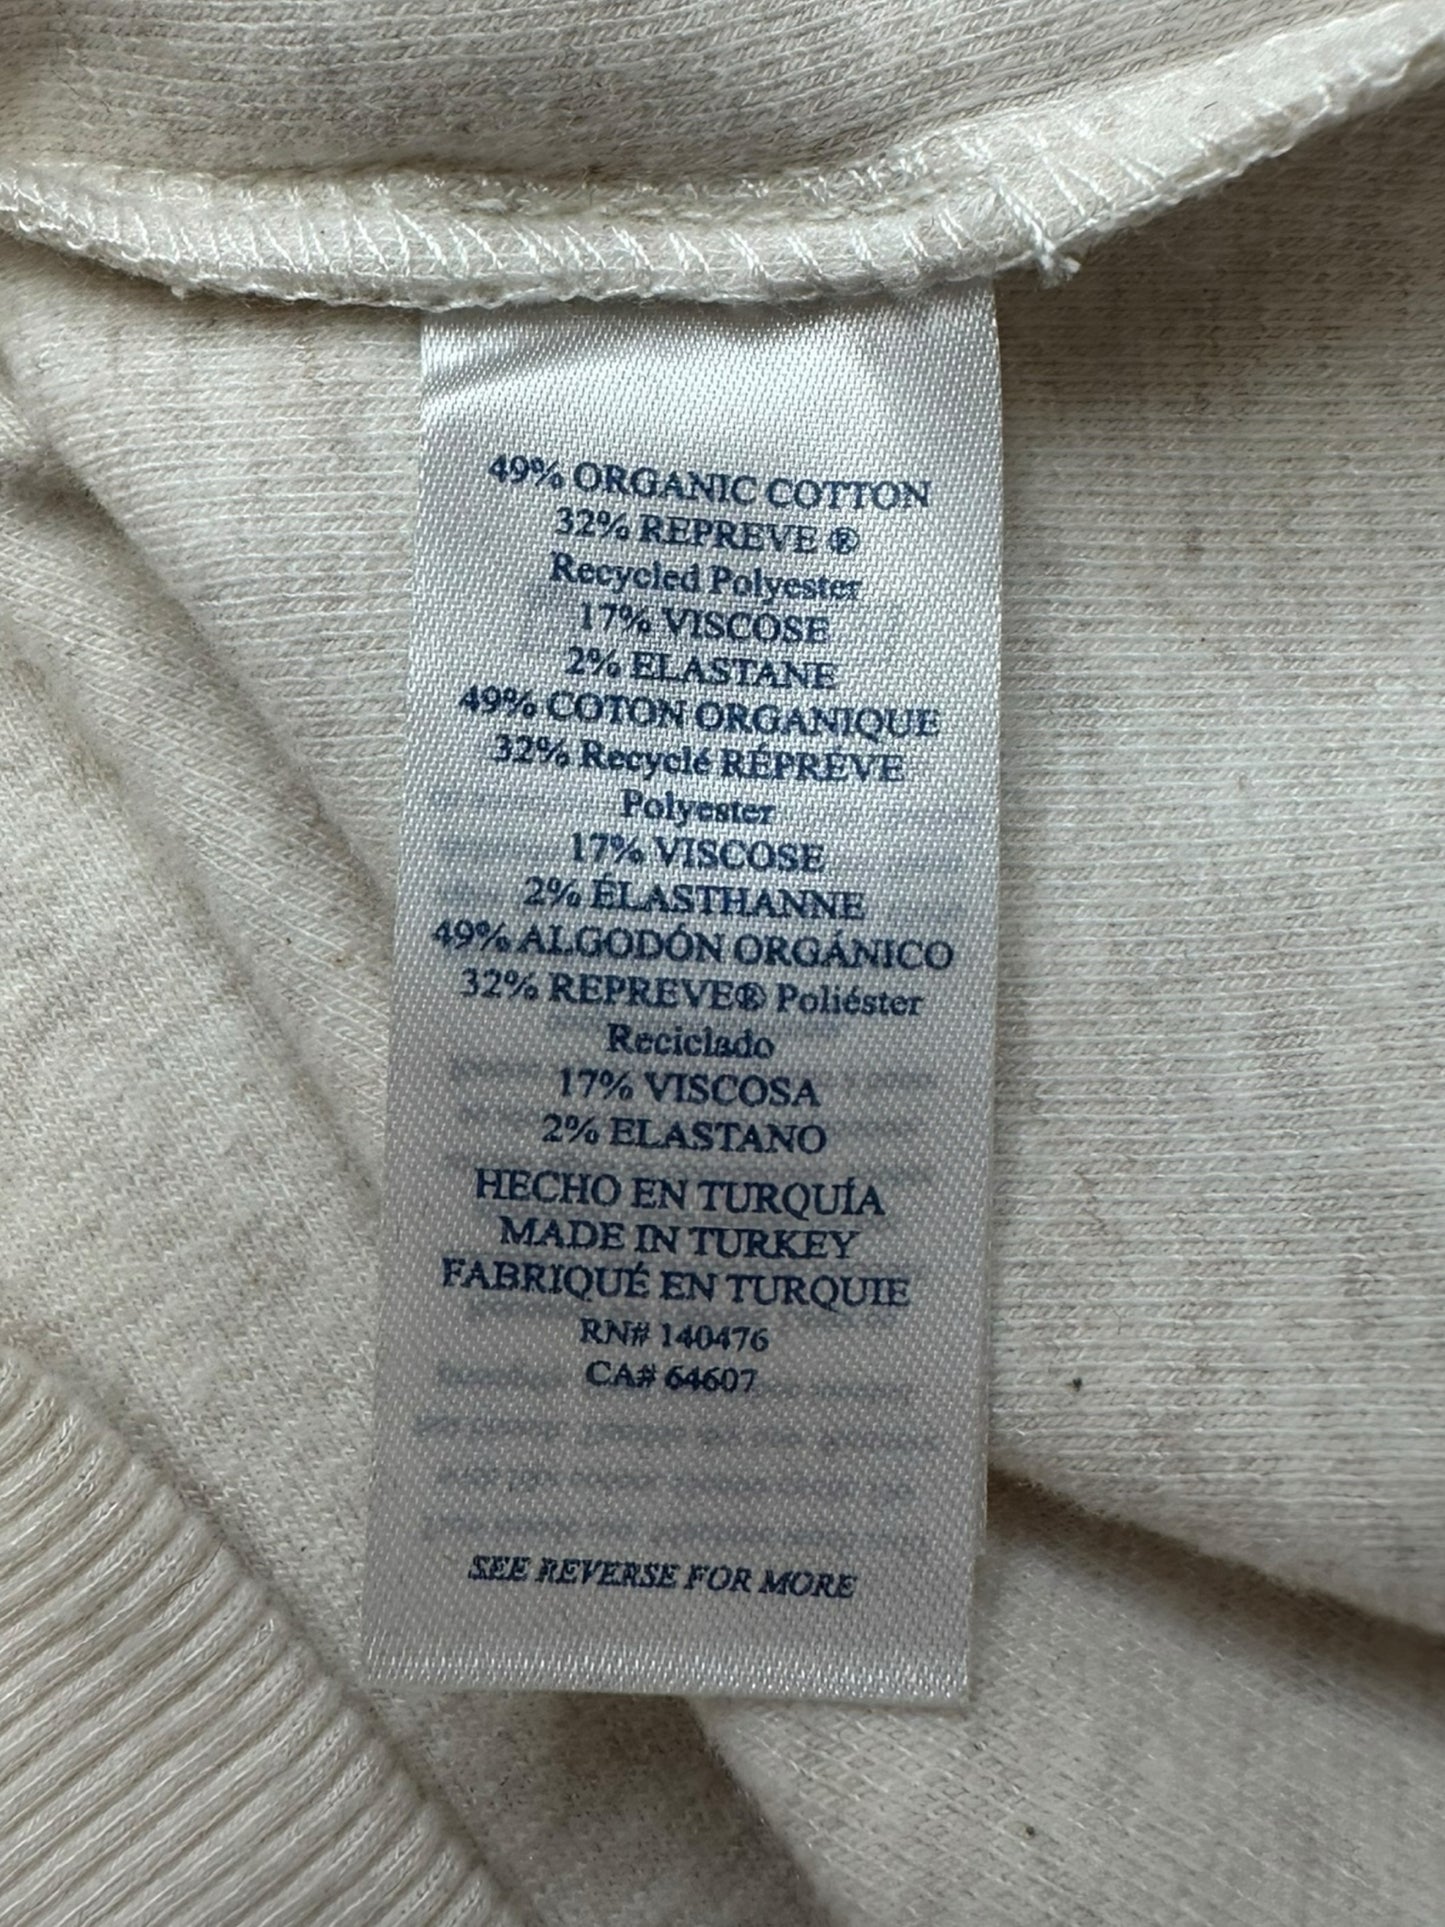 49% ORGANIC COTTON
32% REPREVE ®
Recycled Polyester
17% VISCOSE
2% ELASTANE
49% COTON ORGANIQUE
32% Recyclé RÉPRÉVE
Polyester
17% VISCOSE
2% ÉLASTHANNE
49% ALGODÓN ORGÁNICO
32% REPREVE® Poliéster
Reciclado
17% VISCOSA
2% ELASTANO
HECHO EN TURQUÍA
MADE IN TURKEY
FABRIQUÉ EN TURQUIE
RN# 140476
CA# 64607
SEE REVERSE FOR MORE